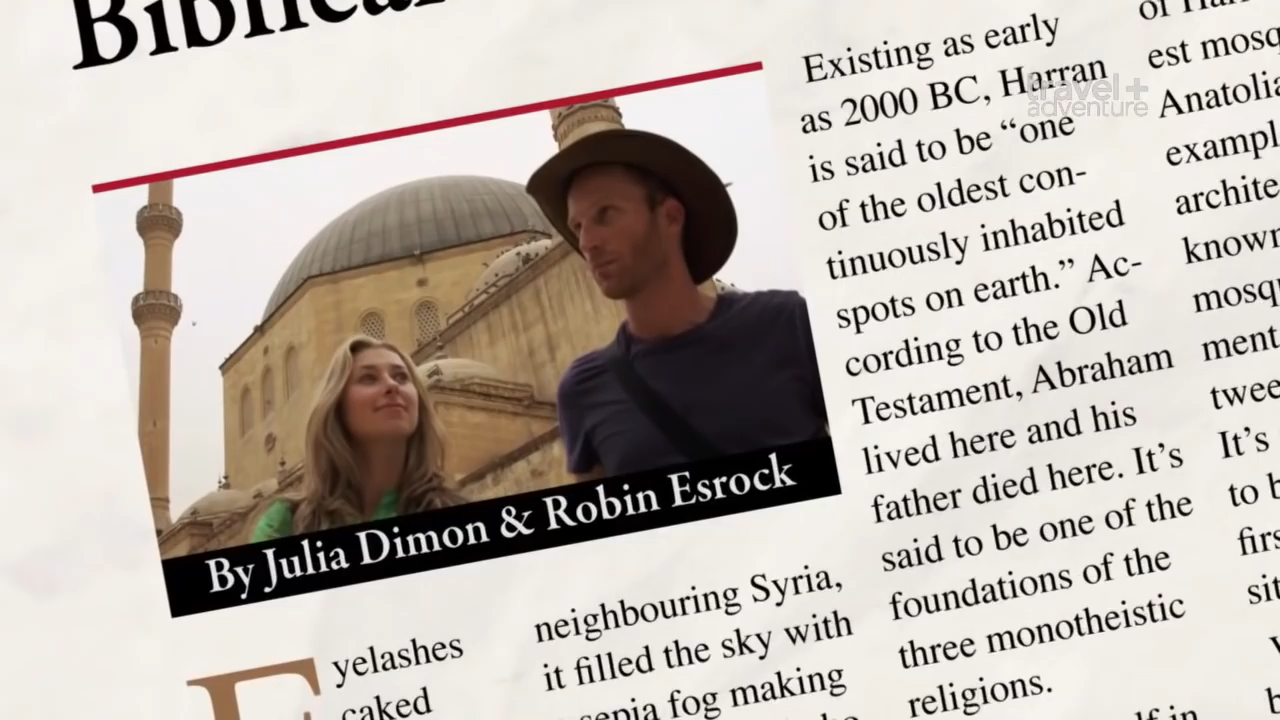 Biblical
By Julia Dimon & Robin Esrock
Eyelashes
caked
neighbouring Syria,
it filled the sky with
sepia fog making
Existing as early
as 2000 BC, Harran
is said to be “one
of the oldest con-
tinuously inhabited
spots on earth.” Ac-
cording to the Old
Testament, Abraham
lived here and his
father died here. It’s
said to be one of the
foundations of the
three monotheistic
religions.
est mosq
Anatolia
exampl
archite
known
mosqu
ment
twee
It’s
to b
firs
sit
travel+
adventure